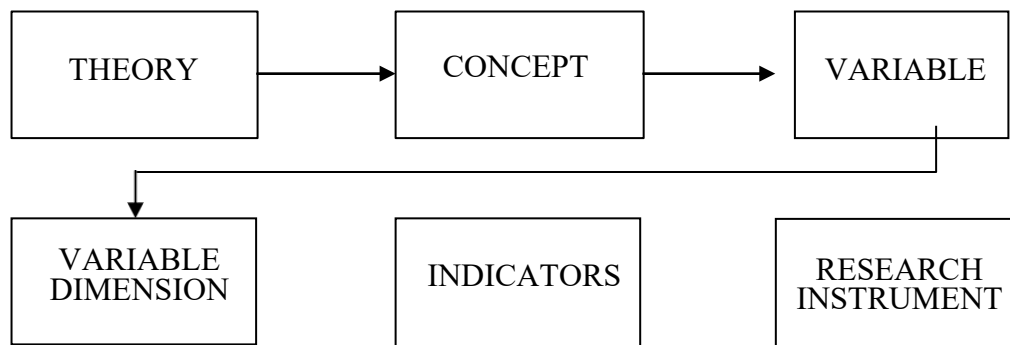 THEORY
CONCEPT
VARIABLE
VARIABLE
DIMENSION
INDICATORS
RESEARCH
INSTRUMENT